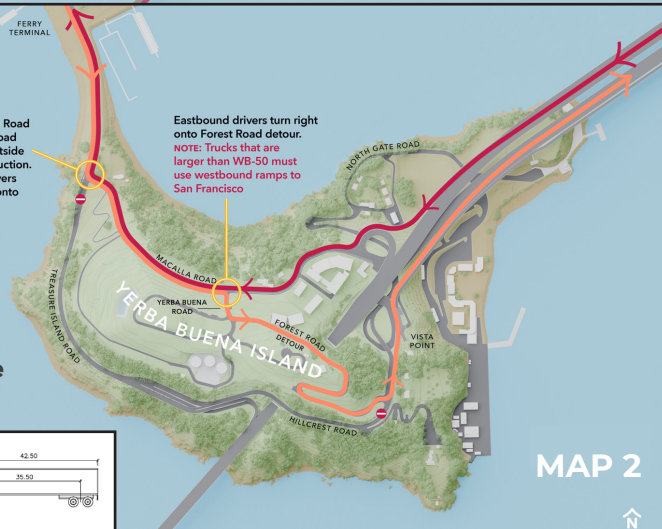 FERRY
TERMINAL
Road
oad
tside
uction.
vers
onto
Eastbound drivers turn right
onto Forest Road detour.
NOTE: Trucks that are
larger than WB-50 must
use westbound ramps to
San Francisco
NORTH GATE ROAD
MACALLA ROAD
YERBA BUENA
ROAD
YERBA BUENA ISLAND
FOREST ROAD
DETOUR
TREASURE ISLAND ROAD
VISTA
POINT
HILLCREST ROAD
e
42.50
35.50
MAP 2
N